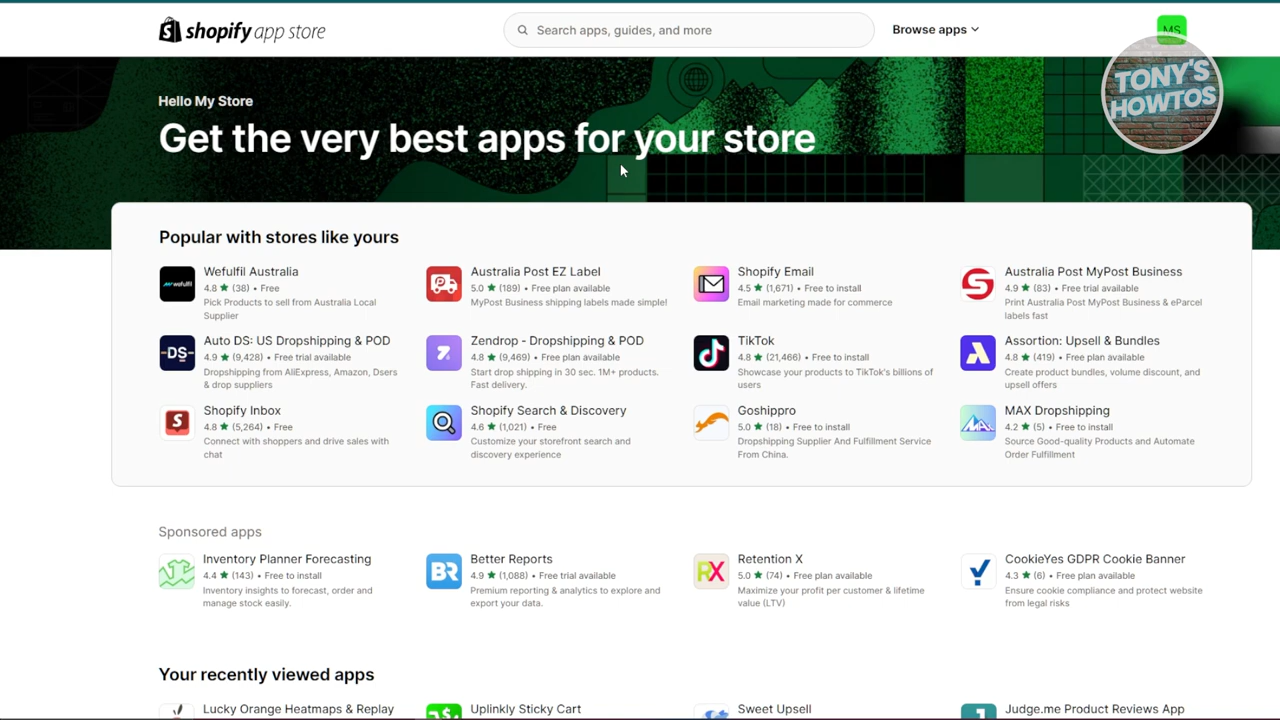 shopify app store
Search apps, guides, and more
Browse apps
MS
TONY'S
HOWTOS
Hello My Store
Get the very best apps for your store
Popular with stores like yours
Wefulfil Australia
4.8 ★ (38) • Free
Pick Products to sell from Australia Local
Supplier
wefulfil
Australia Post EZ Label
5.0 ★ (189) • Free plan available
MyPost Business shipping labels made simple!
Shopify Email
4.5 ★ (1,671) • Free to install
Email marketing made for commerce
Australia Post MyPost Business
4.9 ★ (83) • Free trial available
Print Australia Post MyPost Business & eParcel
labels fast
Auto DS: US Dropshipping & POD
4.9 ★ (9,428) • Free trial available
Dropshipping from AliExpress, Amazon, Dsers
& drop suppliers
-DS-
Zendrop - Dropshipping & POD
4.8 ★ (9,469) • Free plan available
Start drop shipping in 30 sec. 1M+ products.
Fast delivery.
TikTok
4.8 ★ (21,466) • Free to install
Showcase your products to TikTok's billions of
users
Assortion: Upsell & Bundles
4.8 ★ (419) • Free plan available
Create product bundles, volume discount, and
upsell offers
Shopify Inbox
4.8 ★ (5,264) • Free
Connect with shoppers and drive sales with
chat
Shopify Search & Discovery
4.6 ★ (1,021) • Free
Customize your storefront search and
discovery experience
Goshippro
5.0 ★ (18) • Free to install
Dropshipping Supplier And Fulfillment Service
From China.
MAX Dropshipping
4.2 ★ (5) • Free to install
Source Good-quality Products and Automate
Order Fulfillment
MAX
Sponsored apps
Inventory Planner Forecasting
4.4 ★ (143) • Free to install
Inventory insights to forecast, order and
manage stock easily.
BR
Better Reports
4.9 ★ (1,088) • Free trial available
Premium reporting & analytics to explore and
export your data.
RX
Retention X
5.0 ★ (74) • Free plan available
Maximize your profit per customer & lifetime
value (LTV)
CookieYes GDPR Cookie Banner
4.3 ★ (6) • Free plan available
Ensure cookie compliance and protect website
from legal risks
Your recently viewed apps
Lucky Orange Heatmaps & Replay
Uplinkly Sticky Cart
Sweet Upsell
Judge.me Product Reviews App